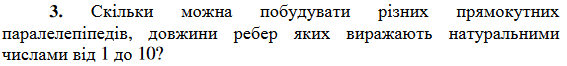 3. Скільки можна побудувати різних прямокутних
паралелепіпедів, довжини ребер яких виражають натуральними
числами від 1 до 10?